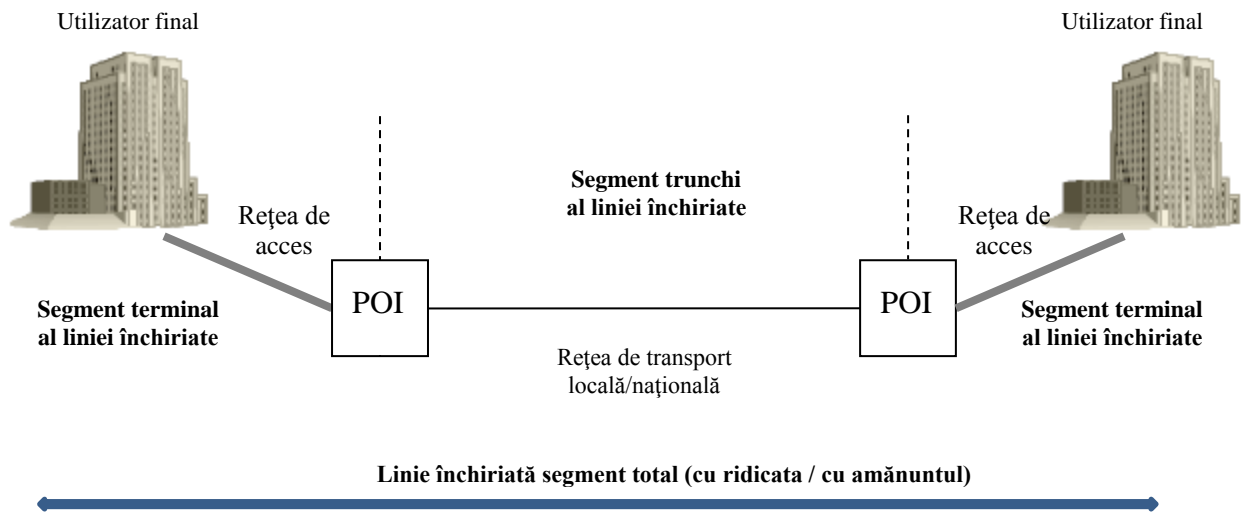 Utilizator final
Utilizator final
Segment trunchi
al liniei închiriate
Reţea de
acces
Reţea de
acces
POI
POI
Segment terminal
al liniei închiriate
Segment terminal
al liniei închiriate
Reţea de transport
locală/naţională
Linie închiriată segment total (cu ridicata / cu amănuntul)